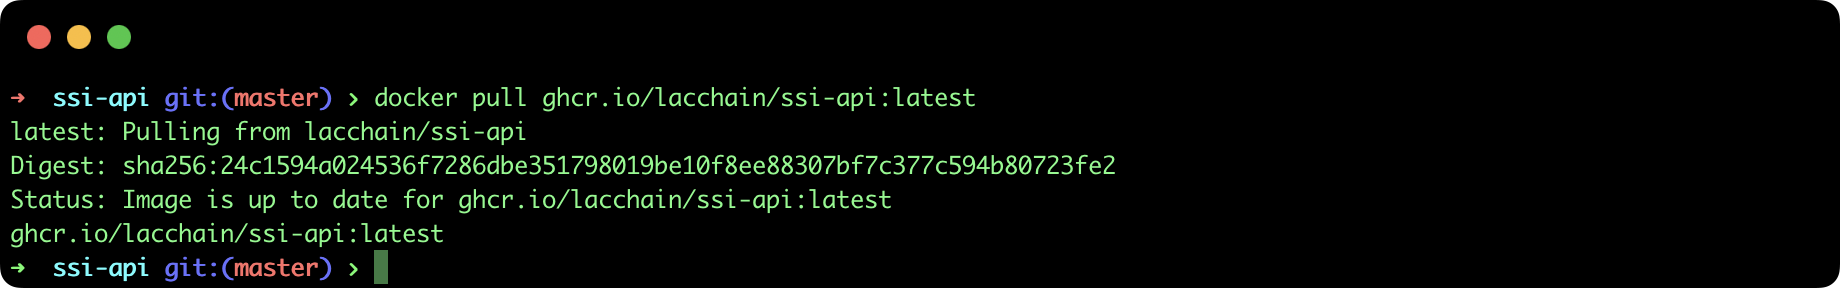 ➜ ssi-api git:(master) › docker pull ghcr.io/lacchain/ssi-api:latest
latest: Pulling from lacchain/ssi-api
Digest: sha256:24c1594a024536f7286dbe351798019be10f8ee88307bf7c377c594b80723fe2
Status: Image is up to date for ghcr.io/lacchain/ssi-api:latest
ghcr.io/lacchain/ssi-api:latest
➜ ssi-api git:(master) ›